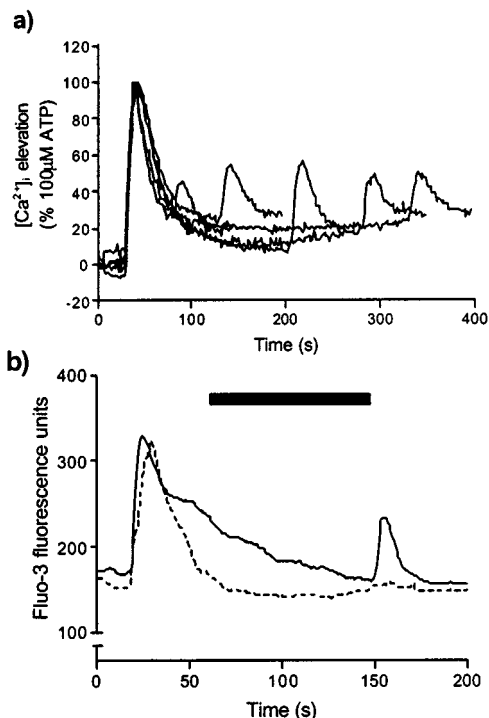 a)
[Ca²⁺]ᵢ elevation
(% 100µM ATP)
120
100
80
60
40
20
0
-20
0 100 200 300 400
Time (s)
b)
Fluo-3 fluorescence units
400
300
200
100
0 50 100 150 200
Time (s)